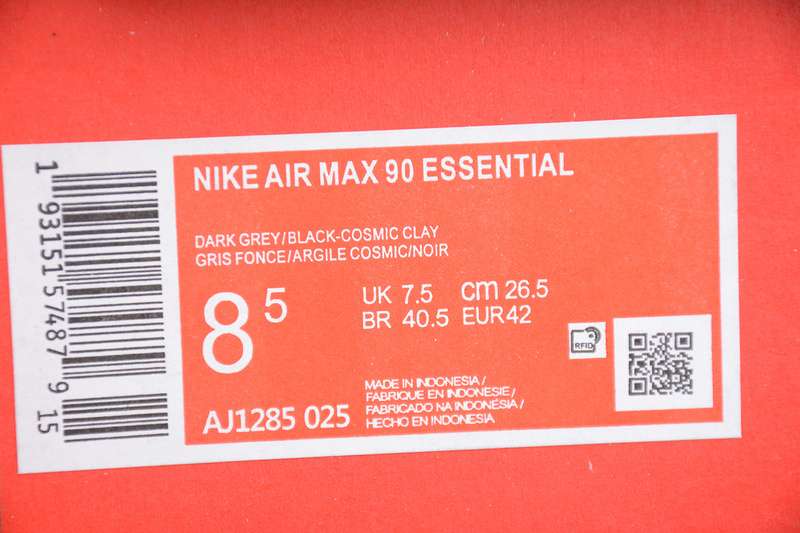 NIKE AIR MAX 90 ESSENTIAL
DARK GREY/BLACK-COSMIC CLAY
GRIS FONCE/ARGILE COSMIC/NOIR
8 5
UK 7.5 cm 26.5
BR 40.5 EUR 42
RFID
AJ1285 025
MADE IN INDONESIA /
FABRIQUE EN INDONESIE /
FABRICADO NA INDONÉSIA /
HECHO EN INDONESIA
1 93151 57487 9 15